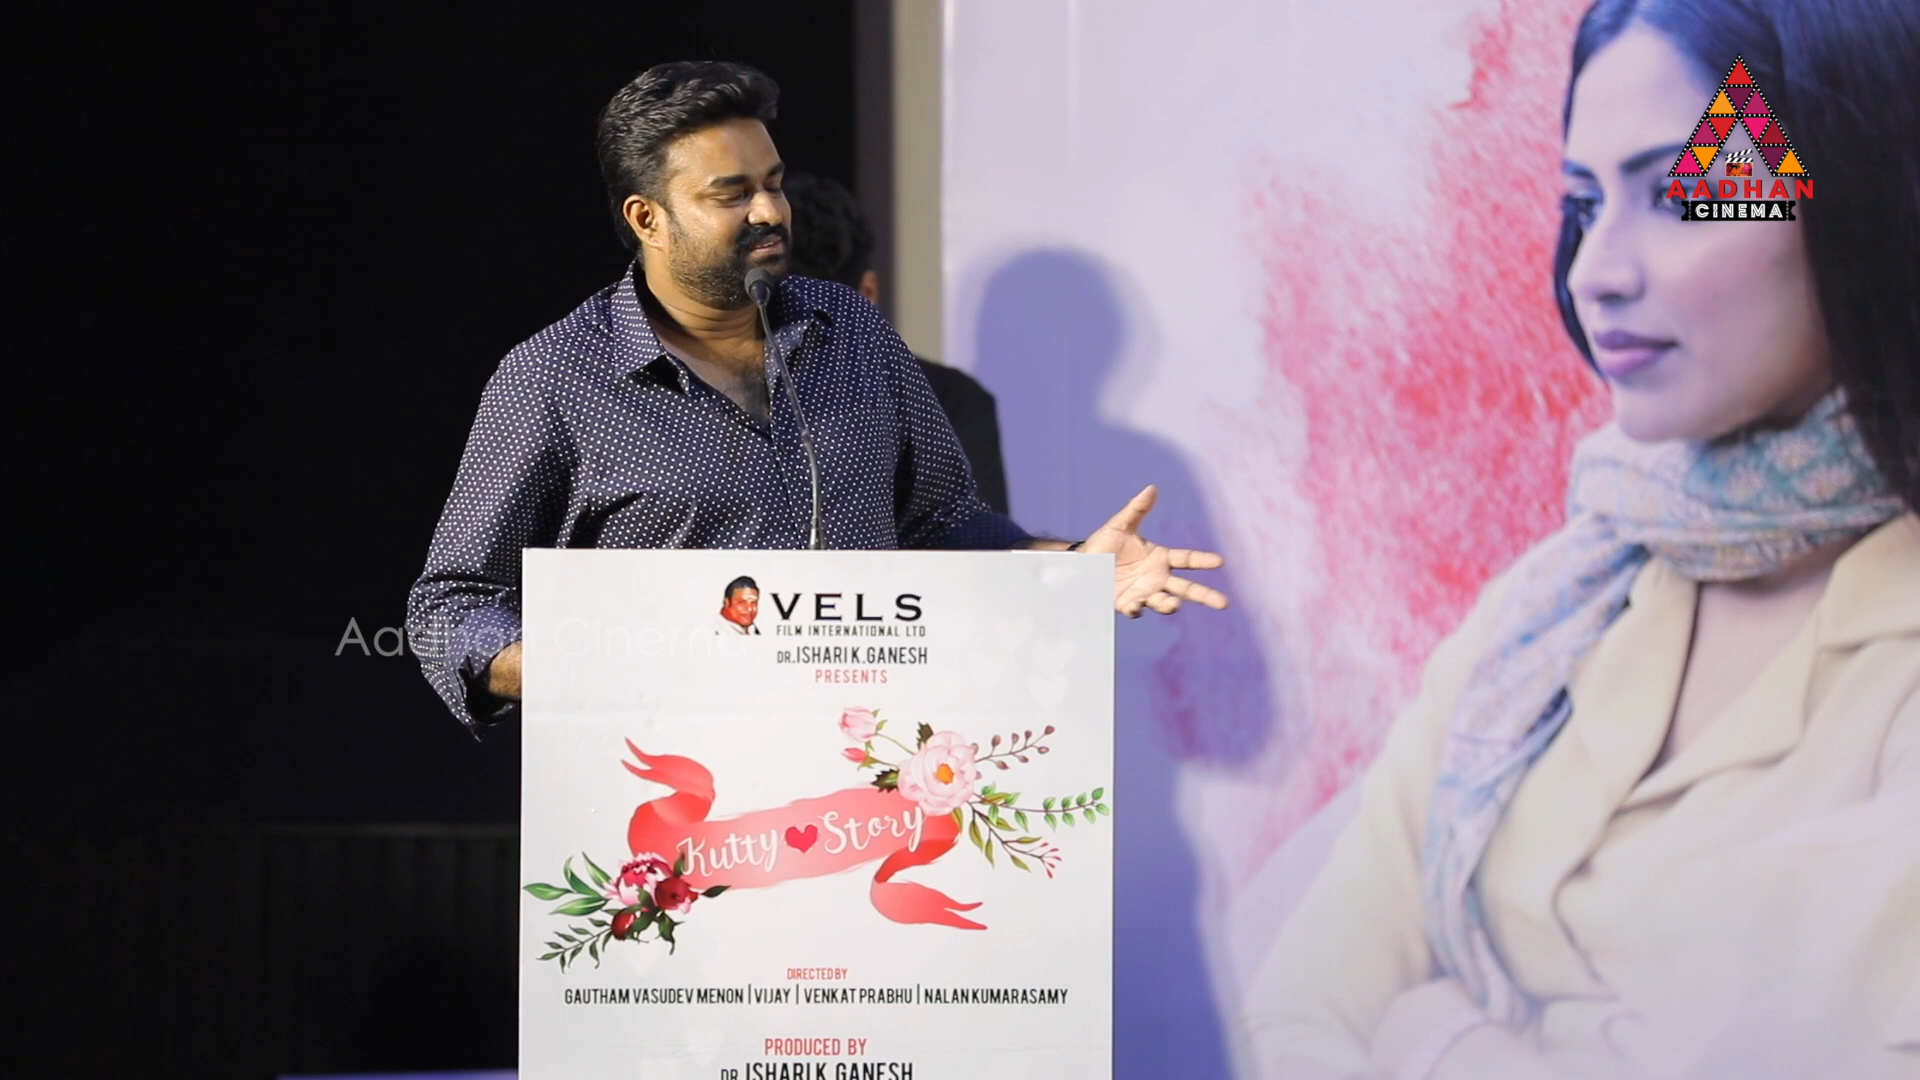 AADHAN
CINEMA
VELS
FILM INTERNATIONAL LTD
Aadhan Cinema
DR.ISHARI K.GANESH
PRESENTS
Kutty Story
DIRECTED BY
GAUTHAM VASUDEV MENON | VIJAY | VENKAT PRABHU | NALAN KUMARASAMY
PRODUCED BY
DR.ISHARI K.GANESH